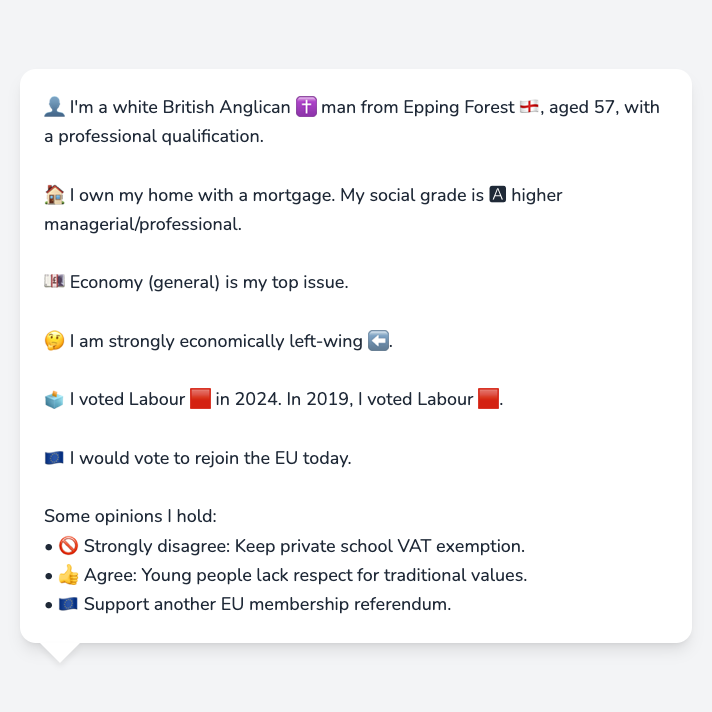 👤 I'm a white British Anglican ✝️ man from Epping Forest 🏴󠁧󠁢󠁥󠁮󠁧󠁿, aged 57, with
a professional qualification.
🏠 I own my home with a mortgage. My social grade is 🅰 higher
managerial/professional.
💷 Economy (general) is my top issue.
🤔 I am strongly economically left-wing ⬅️.
🗳️ I voted Labour 🟥 in 2024. In 2019, I voted Labour 🟥.
🇪🇺 I would vote to rejoin the EU today.
Some opinions I hold:
• 🚫 Strongly disagree: Keep private school VAT exemption.
• 👍 Agree: Young people lack respect for traditional values.
• 🇪🇺 Support another EU membership referendum.